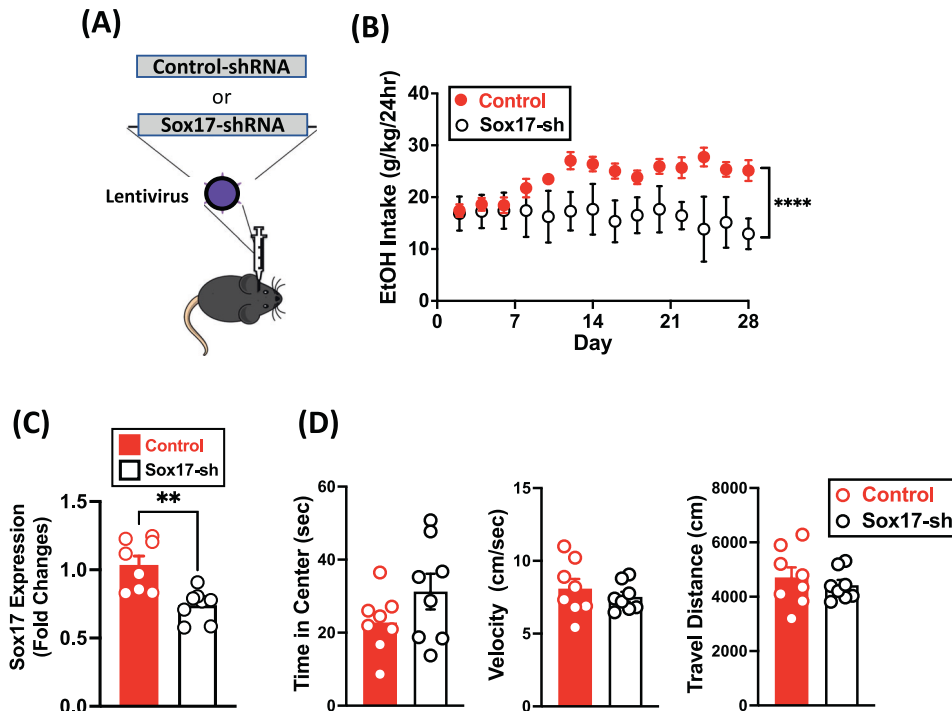 (A)
Control-shRNA
or
Sox17-shRNA
Lentivirus
(B)
EtOH Intake (g/kg/24hr)
40
30
20
10
0
0 7 14 21 28
Day
Control
Sox17-sh
****
(C)
Control
Sox17-sh
Sox17 Expression
(Fold Changes)
1.5
1.0
0.5
0.0
**
(D)
Time in Center (sec)
60
40
20
0
Velocity (cm/sec)
15
10
5
0
Travel Distance (cm)
8000
6000
4000
2000
0
Control
Sox17-sh